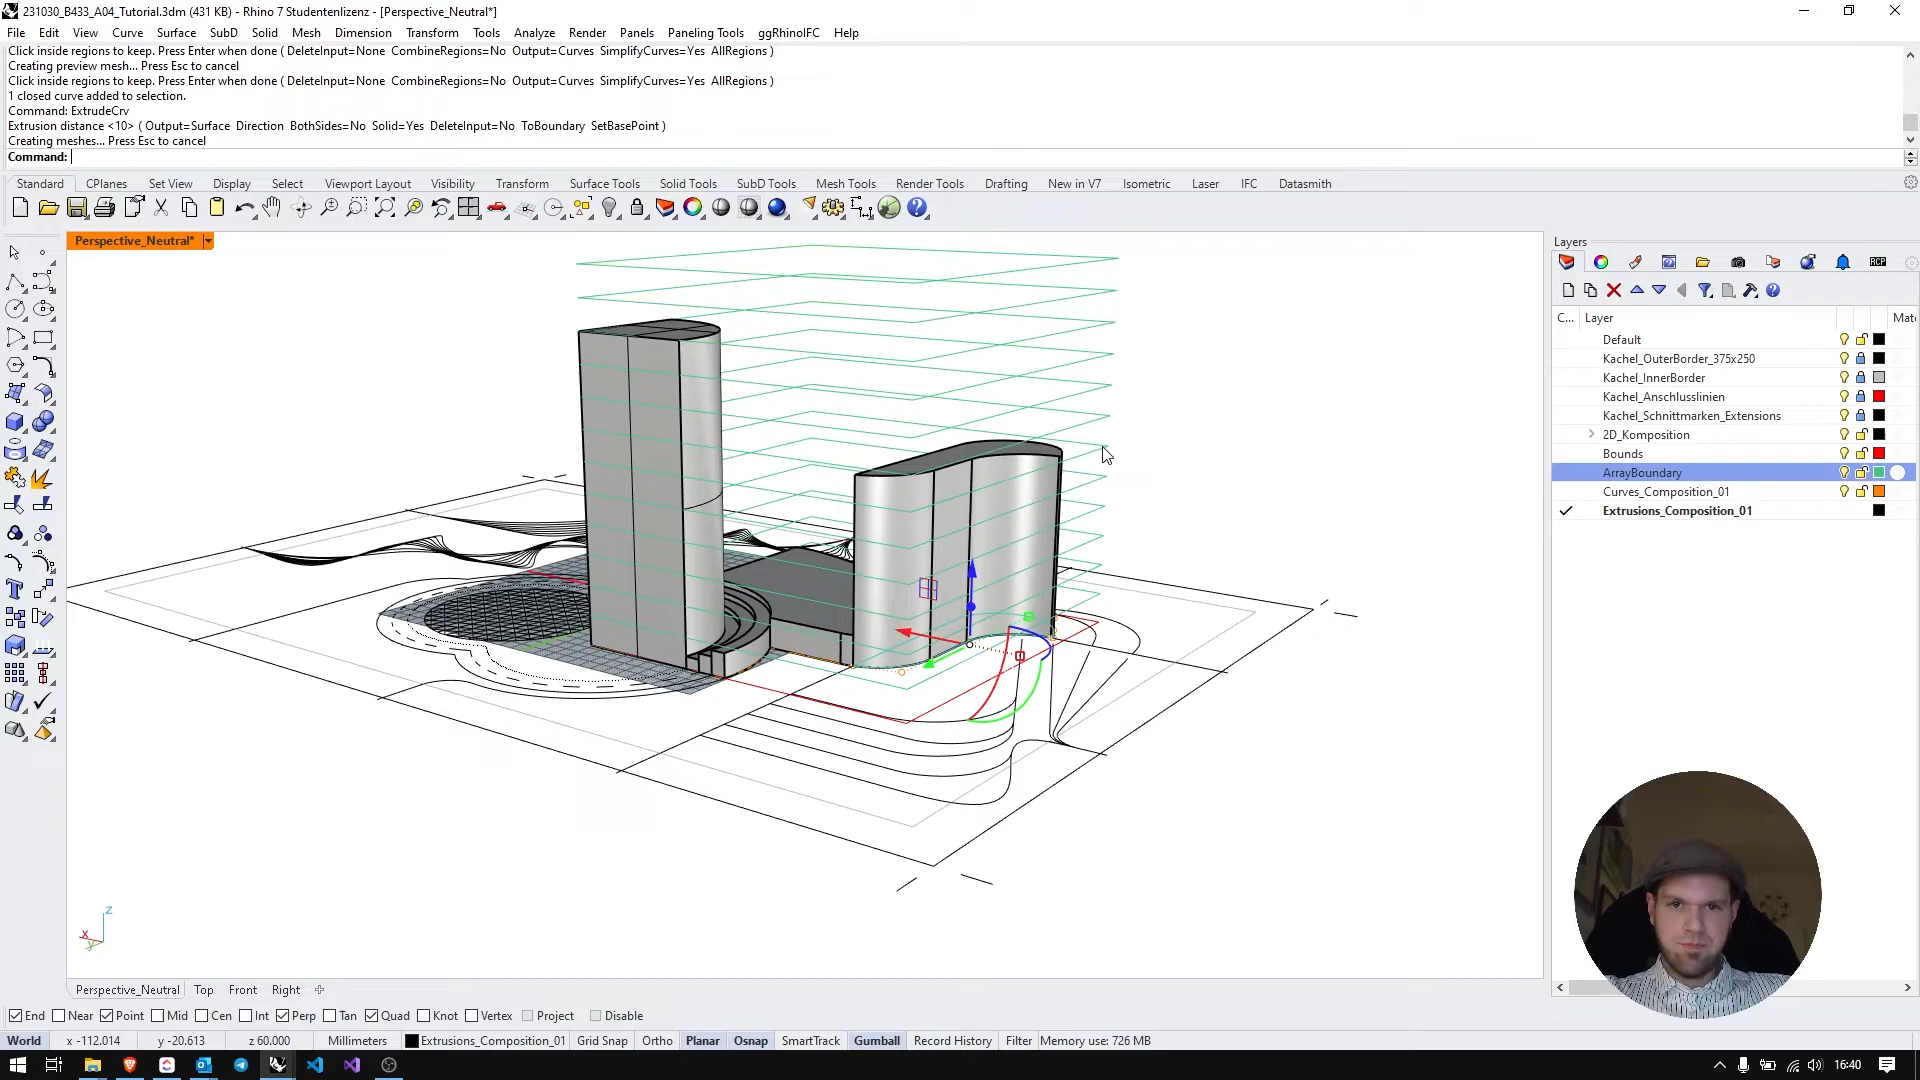 231030_B433_A04_Tutorial.3dm (431 KB) - Rhino 7 Studentenlizenz - [Perspective_Neutral*]
File Edit View Curve Surface SubD Solid Mesh Dimension Transform Tools Analyze Render Panels Paneling Tools ggRhinoIFC Help
Click inside regions to keep. Press Enter when done ( DeleteInput=None CombineRegions=No Output=Curves SimplifyCurves=Yes AllRegions )
Creating preview mesh... Press Esc to cancel
Click inside regions to keep. Press Enter when done ( DeleteInput=None CombineRegions=No Output=Curves SimplifyCurves=Yes AllRegions )
1 closed curve added to selection.
Command: ExtrudeCrv
Extrusion distance <10> ( Output=Surface Direction BothSides=No Solid=Yes DeleteInput=No ToBoundary SetBasePoint )
Creating meshes... Press Esc to cancel
Command:
Standard CPlanes Set View Display Select Viewport Layout Visibility Transform Surface Tools Solid Tools SubD Tools Mesh Tools Render Tools Drafting New in V7 Isometric Laser IFC Datasmith
Perspective_Neutral*
Layers
RCP
C... Layer Mate
Default
Kachel_OuterBorder_375x250
Kachel_InnerBorder
Kachel_Anschlusslinien
Kachel_Schnittmarken_Extensions
2D_Komposition
Bounds
ArrayBoundary
Curves_Composition_01
Extrusions_Composition_01
z
x
y
Perspective_Neutral Top Front Right
End Near Point Mid Cen Int Perp Tan Quad Knot Vertex Project Disable
World x -112.014 y -20.613 z 60.000 Millimeters Extrusions_Composition_01 Grid Snap Ortho Planar Osnap SmartTrack Gumball Record History Filter Memory use: 726 MB
16:40